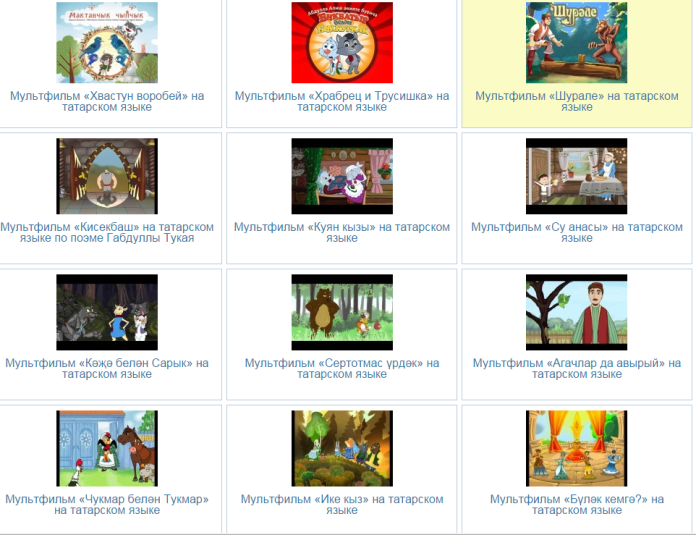 Мактанчык чыпчык
Мультфильм «Хвастун воробей» на
татарском языке
Мультфильм «Храбрец и Трусишка» на
татарском языке
Шүрәле
Мультфильм «Шурале» на татарском
языке
Мультфильм «Кисекбаш» на татарском
языке по поэме Габдуллы Тукая
Мультфильм «Куян кызы» на татарском
языке
Мультфильм «Су анасы» на татарском
языке
Мультфильм «Кәҗә белән Сарык» на
татарском языке
Мультфильм «Сертотмас үрдәк» на
татарском языке
Мультфильм «Агачлар да авырый» на
татарском языке
Мультфильм «Чукмар белән Тукмар»
на татарском языке
Мультфильм «Ике кыз» на татарском
языке
Мультфильм «Бүләк кемгә?» на
татарском языке